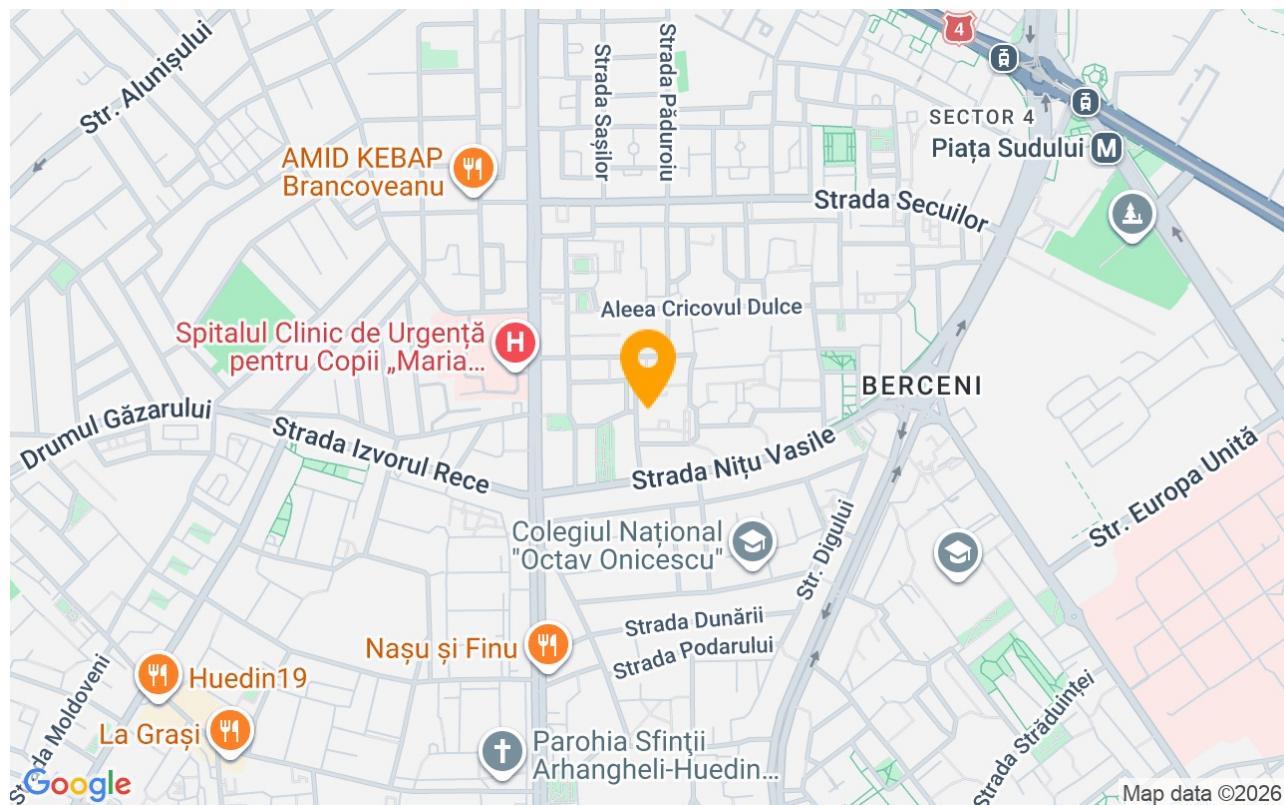 Str. Alunișului
Strada Sașilor
Strada Păduroiu
4
SECTOR 4
Piața Sudului M
AMID KEBAP
Brancoveanu
Strada Secuilor
Aleea Cricovul Dulce
Spitalul Clinic de Urgență
pentru Copii „Maria...
H
BERCENI
Drumul Găzarului
Strada Izvorul Rece
Strada Nițu Vasile
Str. Europa Unită
Colegiul Național
"Octav Onicescu"
Str. Digului
Strada Dunării
Strada Podarului
Nașu și Finu
Huedin19
La Grași
Strada Moldoveni
Strada Străduinței
Parohia Sfinţii
Arhangheli-Huedin...
Google
Map data ©2026